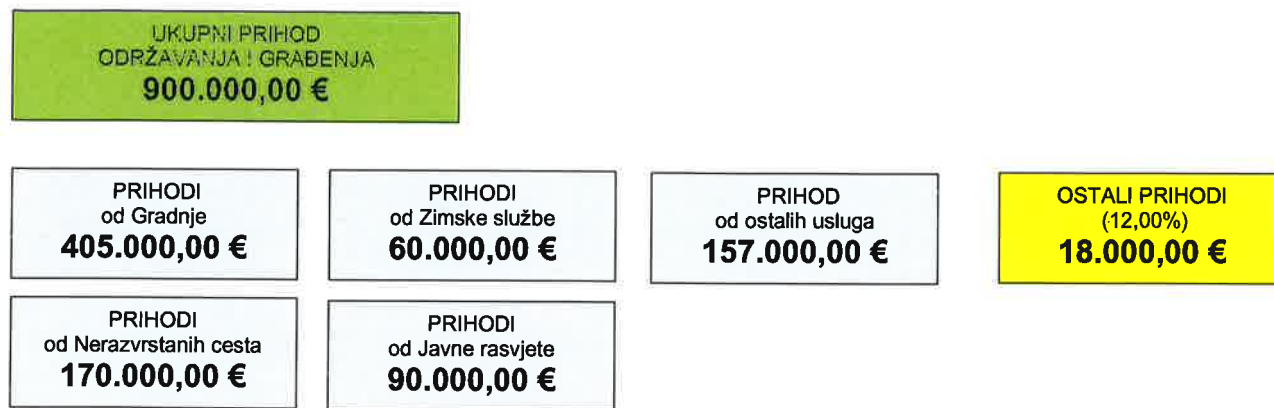 UKUPNI PRIHOD
ODRŽAVANJA I GRAĐENJA
900.000,00 €
PRIHODI
od Gradnje
405.000,00 €
PRIHODI
od Zimske službe
60.000,00 €
PRIHOD
od ostalih usluga
157.000,00 €
OSTALI PRIHODI
(12,00%)
18.000,00 €
PRIHODI
od Nerazvrstanih cesta
170.000,00 €
PRIHODI
od Javne rasvjete
90.000,00 €